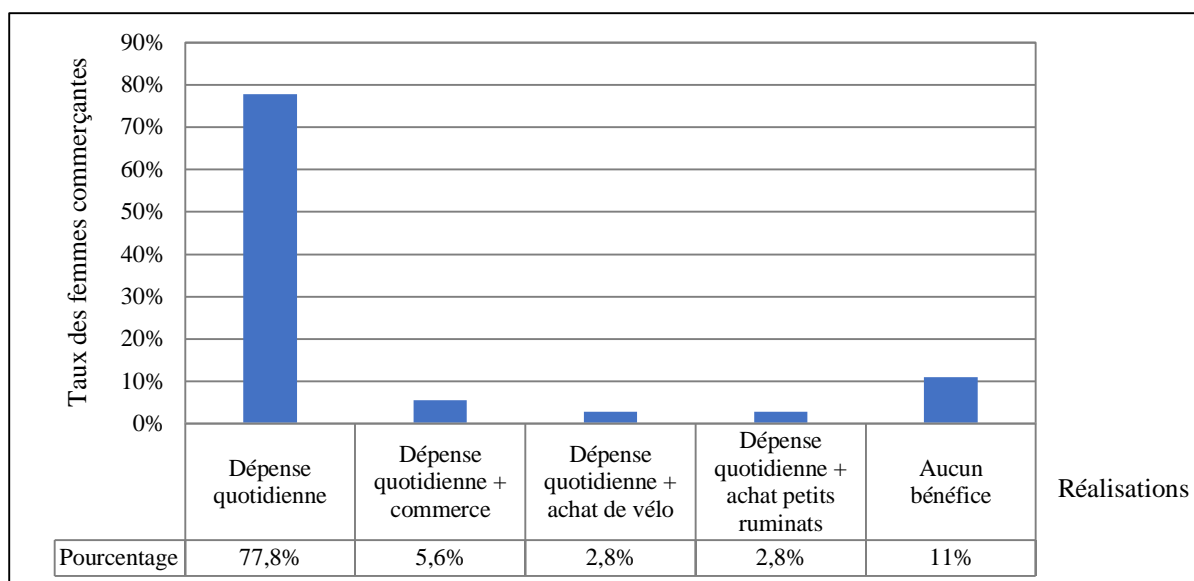 Taux des femmes commerçantes
90%
80%
70%
60%
50%
40%
30%
20%
10%
0%
Dépense
quotidienne
Dépense
quotidienne +
commerce
Dépense
quotidienne +
achat de vélo
Dépense
quotidienne +
achat petits
ruminats
Aucun
bénéfice
Réalisations
Pourcentage 77,8% 5,6% 2,8% 2,8% 11%